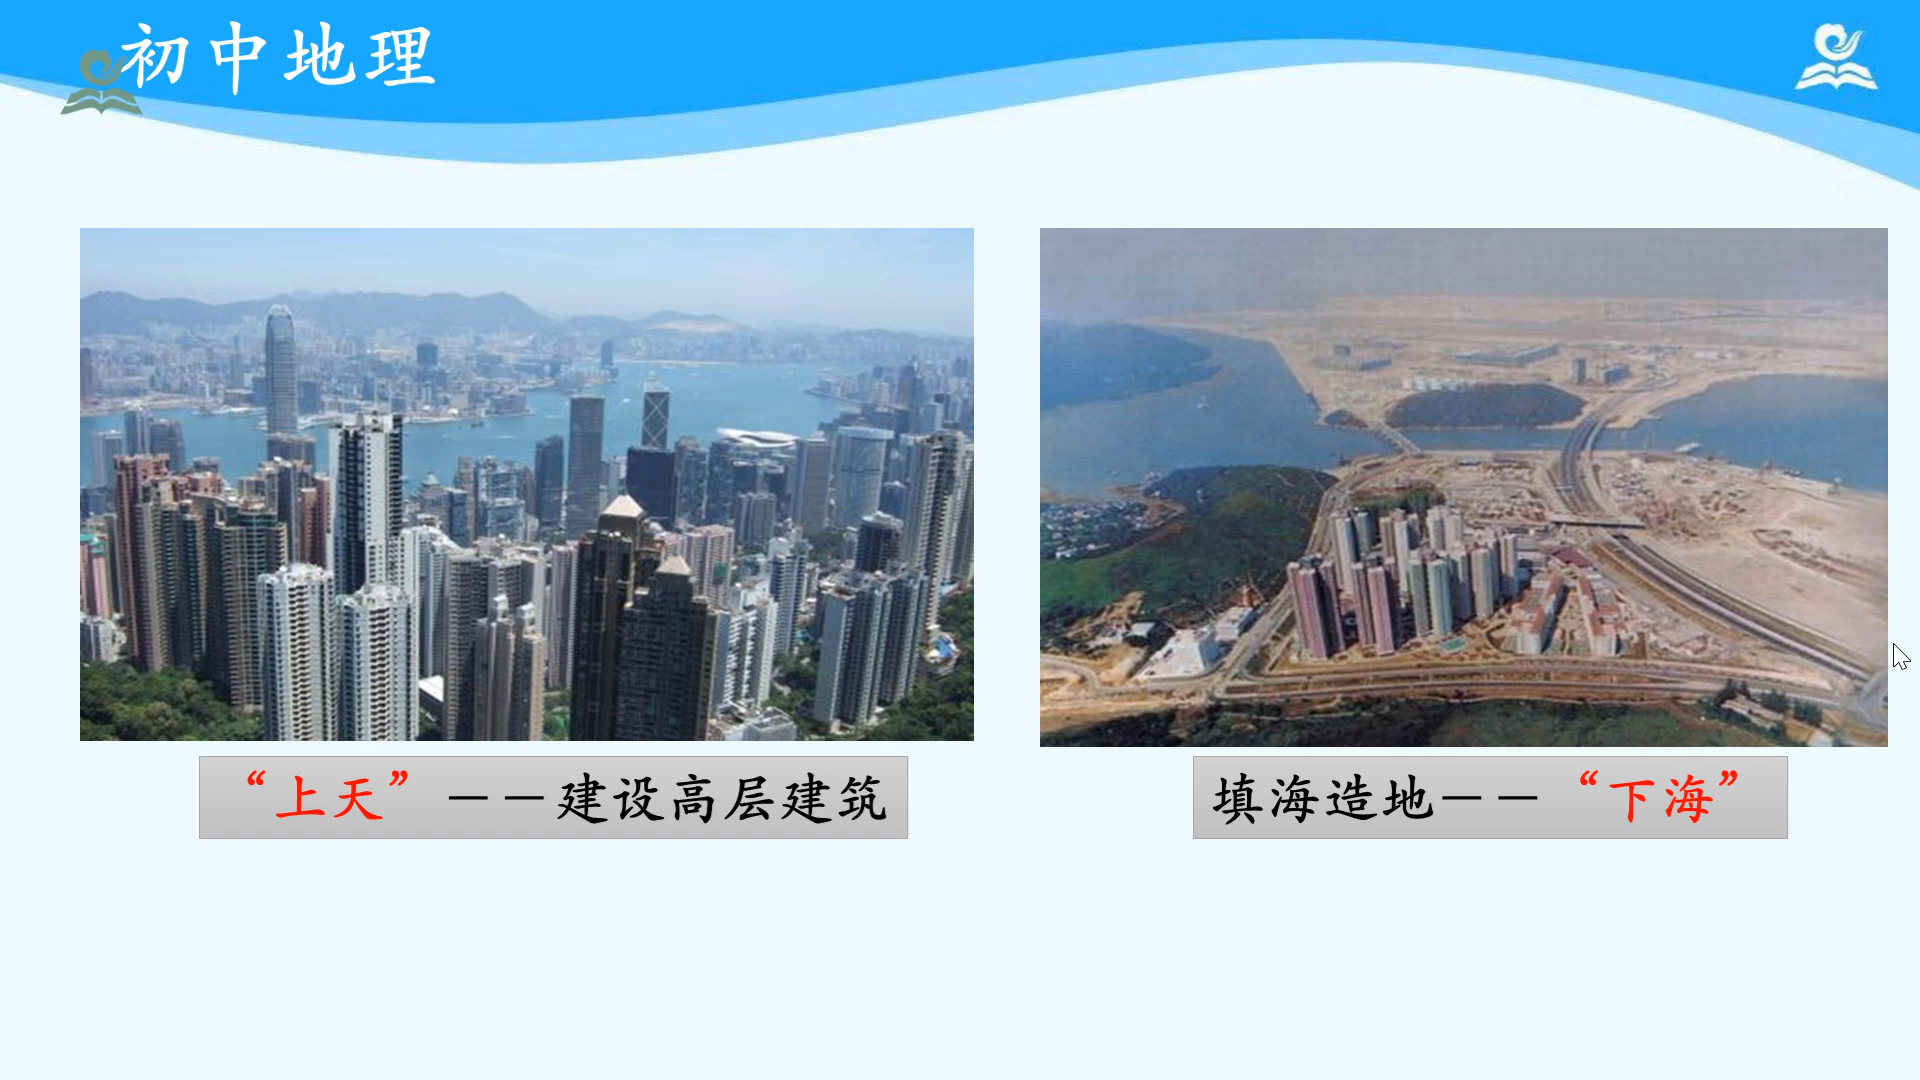 初中地理
“上天”——建设高层建筑
填海造地——“下海”